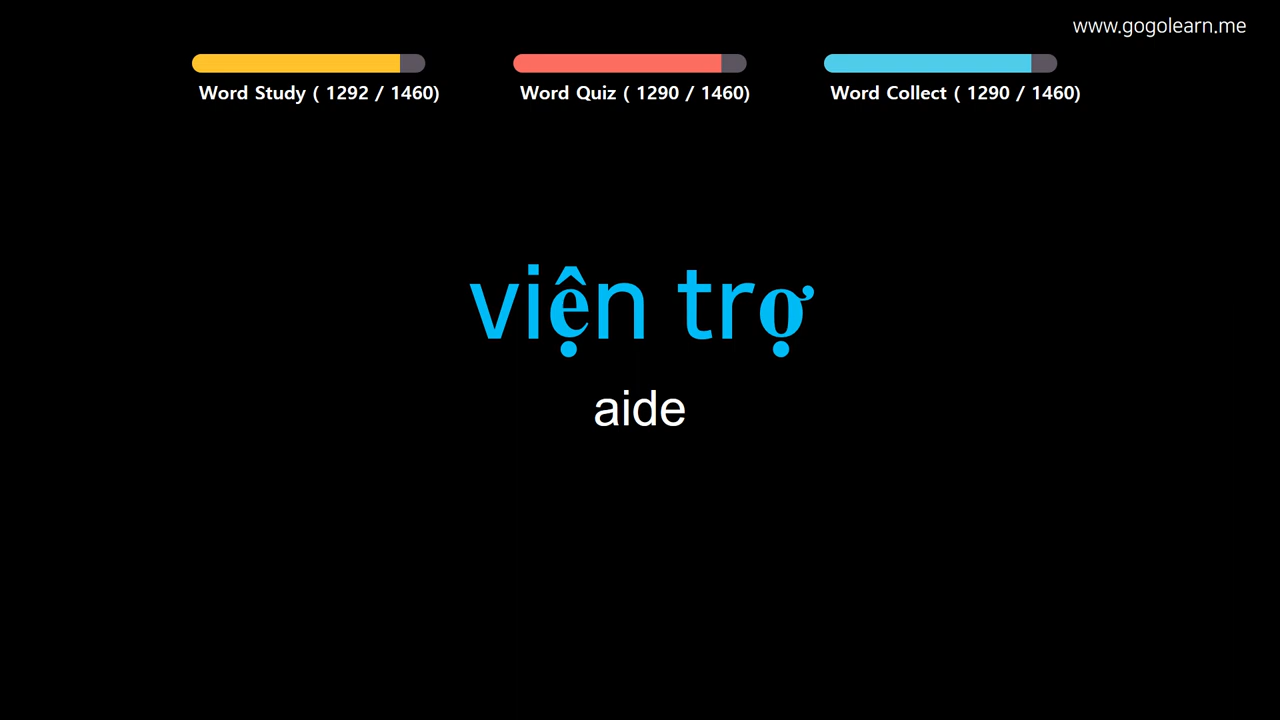 www.gogolearn.me
Word Study ( 1292 / 1460)
Word Quiz ( 1290 / 1460)
Word Collect ( 1290 / 1460)
viện trợ
aide